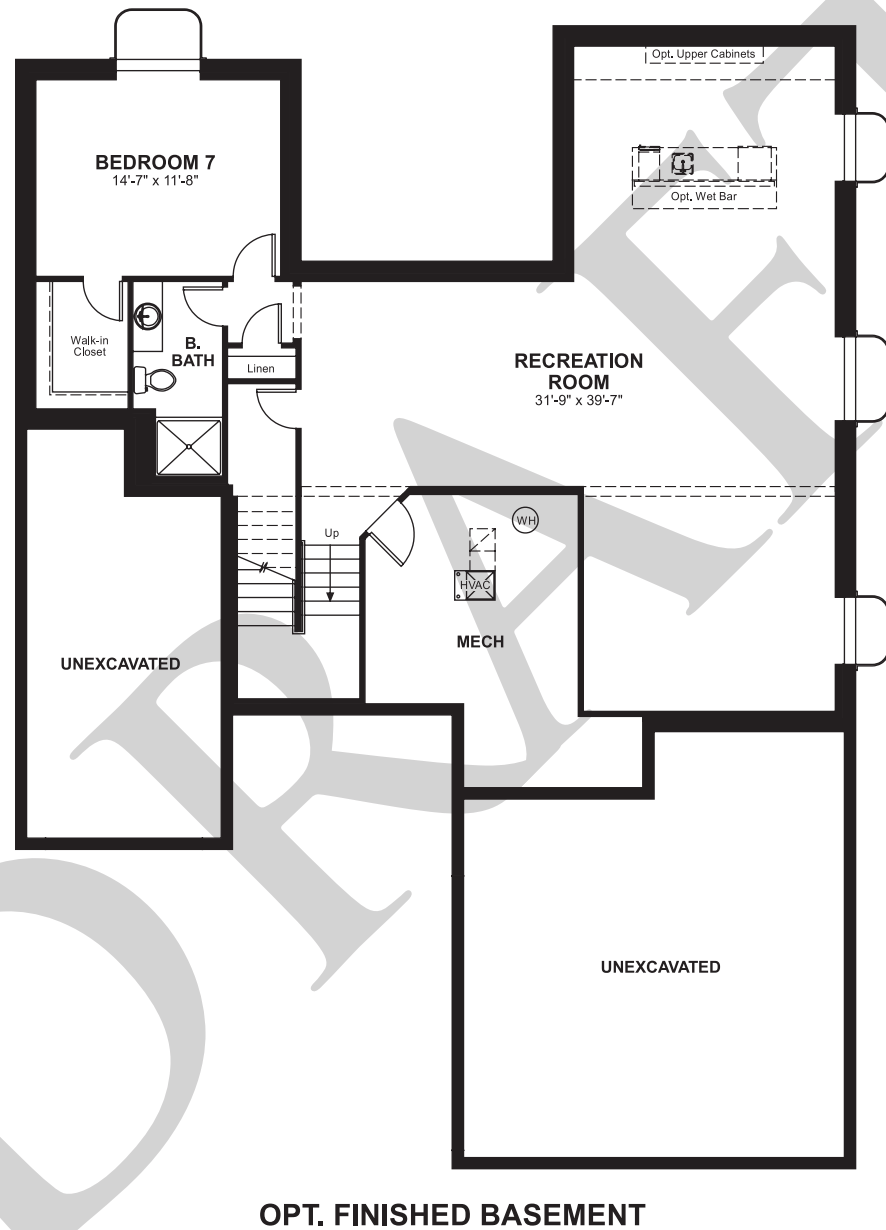 Opt. Upper Cabinets
BEDROOM 7
14'-7" x 11'-8"
Opt. Wet Bar
Walk-in
Closet
B.
BATH
Linen
RECREATION
ROOM
31'-9" x 39'-7"
Up
WH
HVAC
MECH
UNEXCAVATED
UNEXCAVATED
DRAFT
OPT. FINISHED BASEMENT